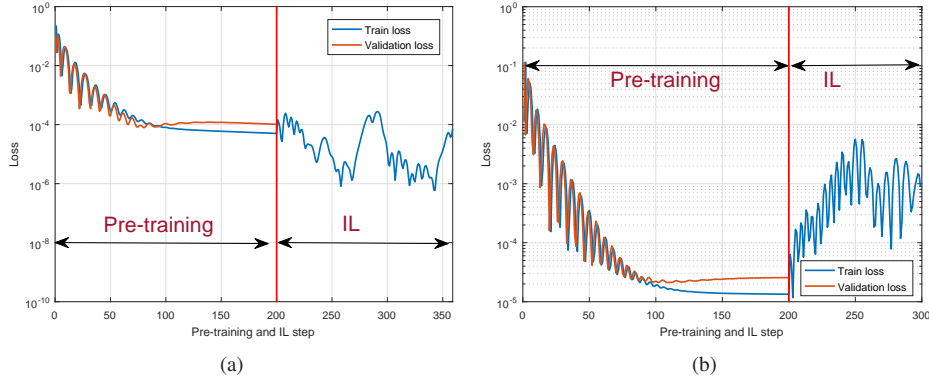 10^0
10^-2
10^-4
10^-6
10^-8
10^-10
Loss
Train loss
Validation loss
Pre-training
IL
0 50 100 150 200 250 300 350
Pre-training and IL step
(a)
10^0
10^-1
10^-2
10^-3
10^-4
10^-5
Loss
Pre-training
IL
Train loss
Validation loss
0 50 100 150 200 250 300
Pre-training and IL step
(b)